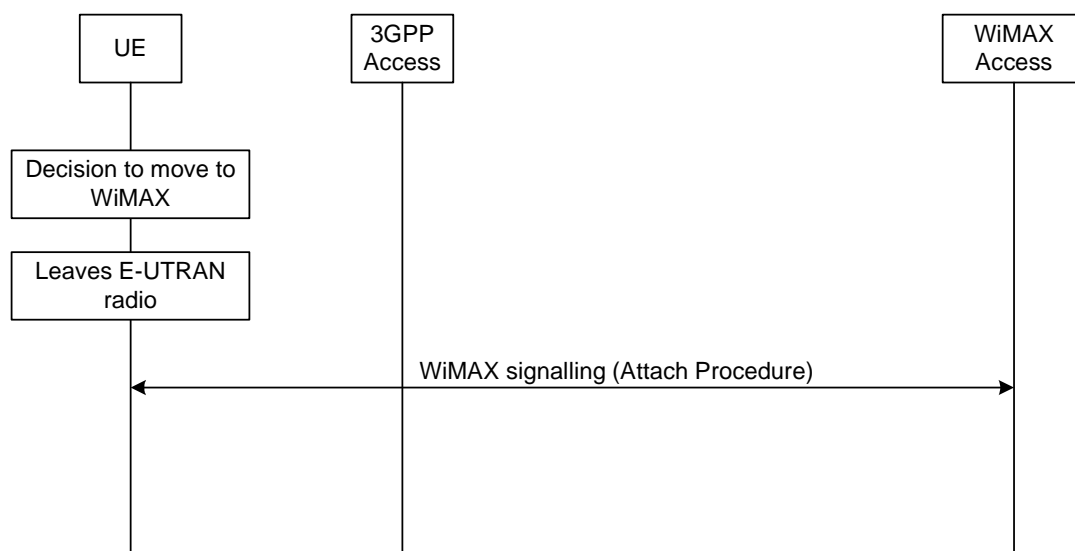 UE
3GPP
Access
WiMAX
Access
Decision to move to
WiMAX
Leaves E-UTRAN
radio
WiMAX signalling (Attach Procedure)